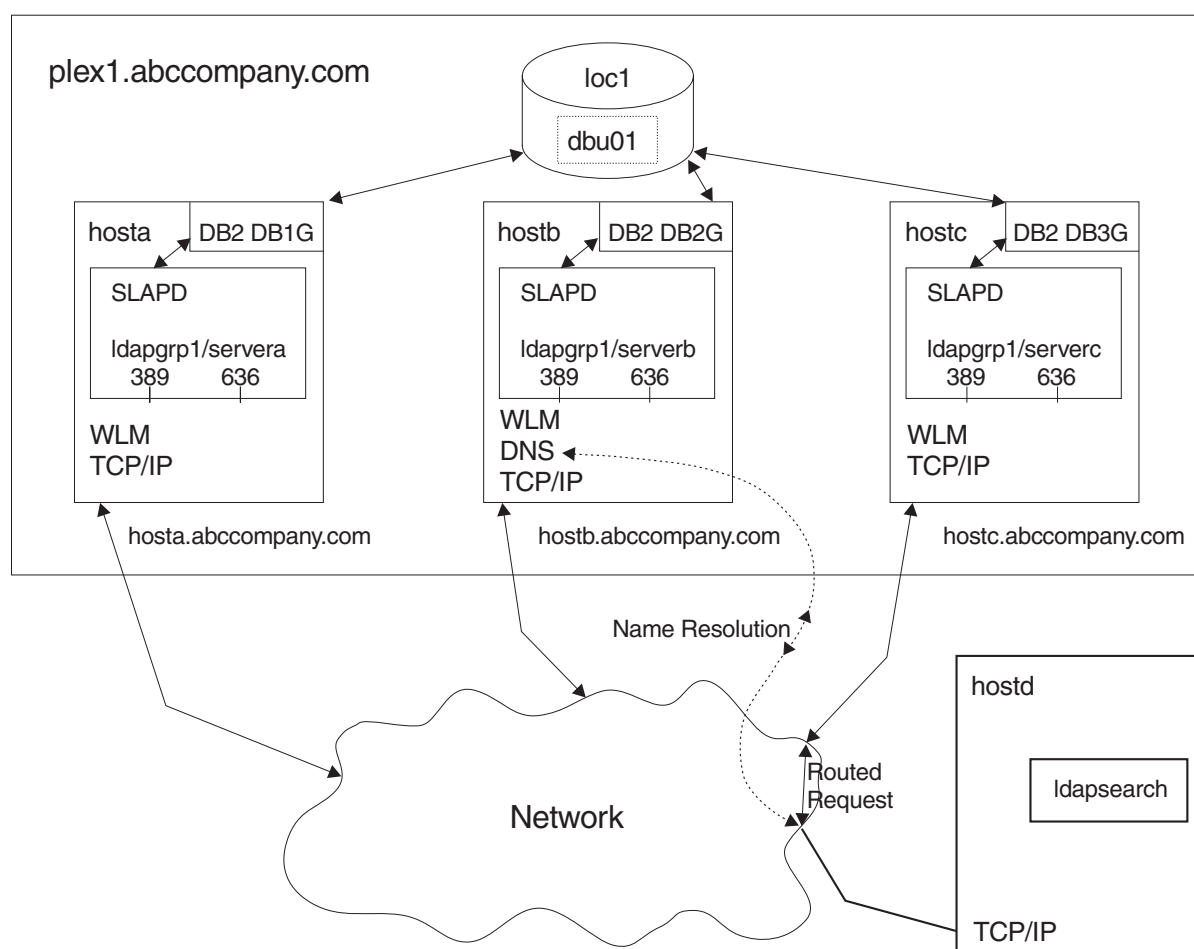 plex1.abccompany.com
loc1
dbu01
hosta
DB2 DB1G
SLAPD
ldapgrp1/servera
389 636
WLM
TCP/IP
hosta.abccompany.com
hostb
DB2 DB2G
SLAPD
ldapgrp1/serverb
389 636
WLM
DNS
TCP/IP
hostb.abccompany.com
hostc
DB2 DB3G
SLAPD
ldapgrp1/serverc
389 636
WLM
TCP/IP
hostc.abccompany.com
Name Resolution
Network
Routed
Request
hostd
ldapsearch
TCP/IP